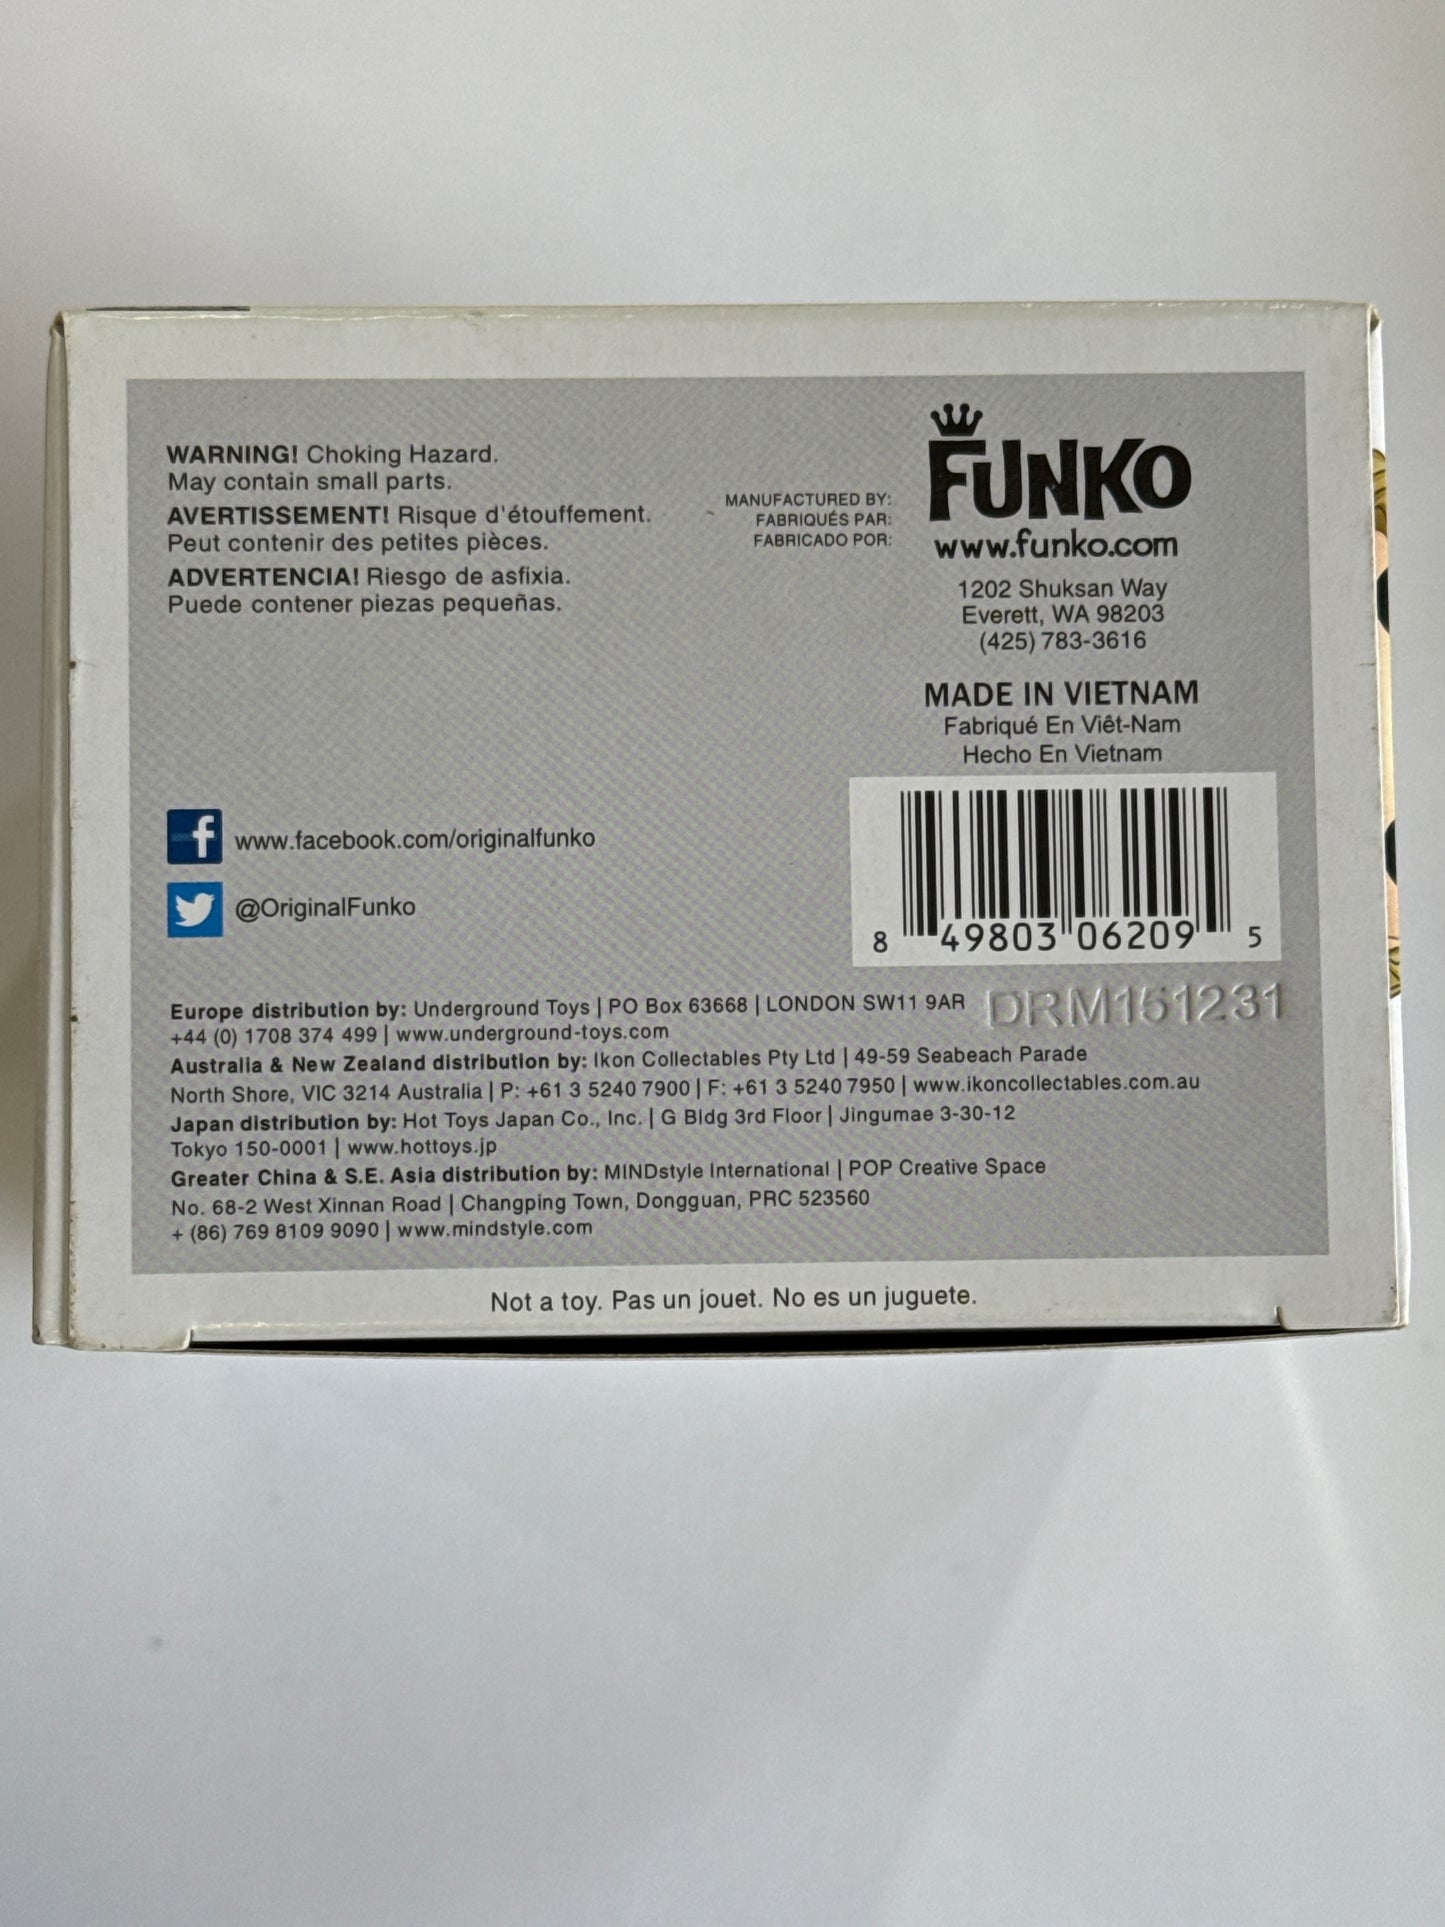 WARNING! Choking Hazard.
May contain small parts.
AVERTISSEMENT! Risque d'étouffement.
Peut contenir des petites pièces.
ADVERTENCIA! Riesgo de asfixia.
Puede contener piezas pequeñas.
MANUFACTURED BY:
FABRIQUÉS PAR:
FABRICADO POR:
FUNKO
www.funko.com
1202 Shuksan Way
Everett, WA 98203
(425) 783-3616
MADE IN VIETNAM
Fabriqué En Viêt-Nam
Hecho En Vietnam
f www.facebook.com/originalfunko
@OriginalFunko
8 49803 06209 5
DRM151231
Europe distribution by: Underground Toys | PO Box 63668 | LONDON SW11 9AR
+44 (0) 1708 374 499 | www.underground-toys.com
Australia & New Zealand distribution by: Ikon Collectables Pty Ltd | 49-59 Seabeach Parade
North Shore, VIC 3214 Australia | P: +61 3 5240 7900 | F: +61 3 5240 7950 | www.ikoncollectables.com.au
Japan distribution by: Hot Toys Japan Co., Inc. | G Bldg 3rd Floor | Jingumae 3-30-12
Tokyo 150-0001 | www.hottoys.jp
Greater China & S.E. Asia distribution by: MINDstyle International | POP Creative Space
No. 68-2 West Xinnan Road | Changping Town, Dongguan, PRC 523560
+ (86) 769 8109 9090 | www.mindstyle.com
Not a toy. Pas un jouet. No es un juguete.